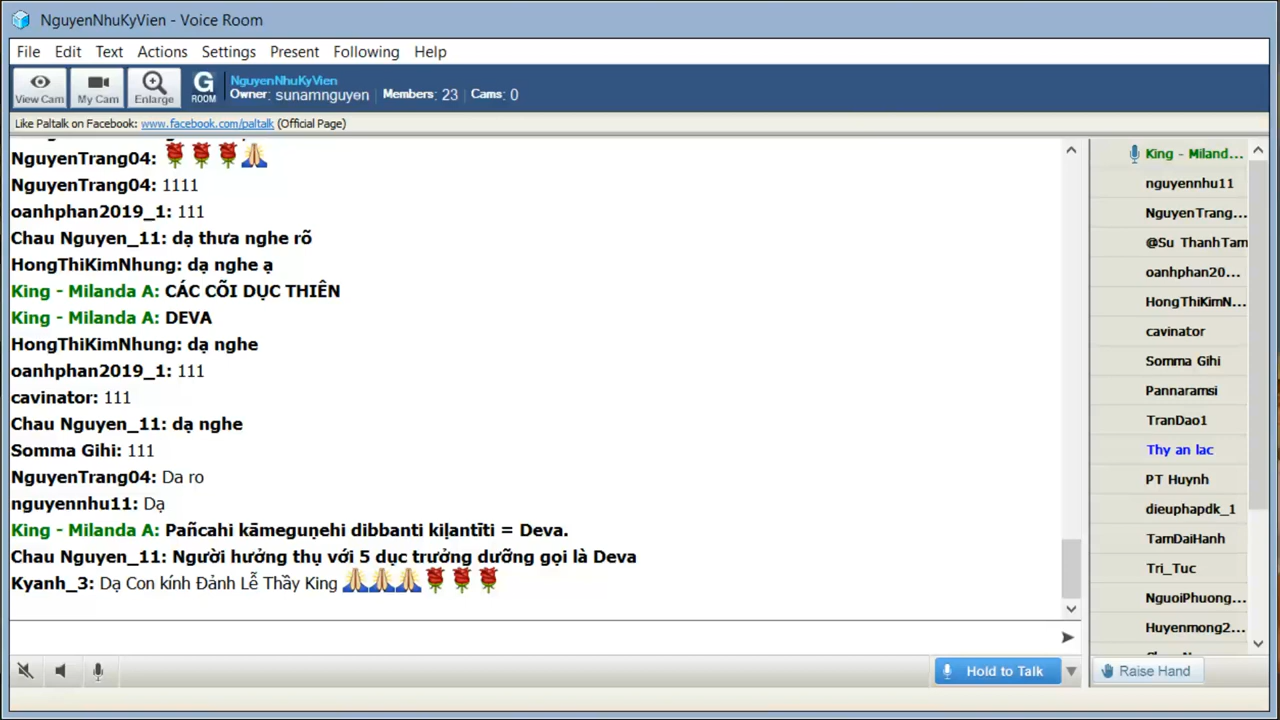 NguyenNhuKyVien - Voice Room
File Edit Text Actions Settings Present Following Help
View Cam My Cam Enlarge G ROOM
NguyenNhuKyVien
Owner: sunamnguyen Members: 23 Cams: 0
Like Paltalk on Facebook: www.facebook.com/paltalk (Official Page)
NguyenTrang04: 🌹🌹🌹🙏
NguyenTrang04: 1111
oanhphan2019_1: 111
Chau Nguyen_11: dạ thưa nghe rõ
HongThiKimNhung: dạ nghe ạ
King - Milanda A: CÁC CÕI DỤC THIÊN
King - Milanda A: DEVA
HongThiKimNhung: dạ nghe
oanhphan2019_1: 111
cavinator: 111
Chau Nguyen_11: dạ nghe
Somma Gihi: 111
NguyenTrang04: Da ro
nguyennhu11: Dạ
King - Milanda A: Pañcahi kāmeguṇehi dibbanti kiḷantīti = Deva.
Chau Nguyen_11: Người hưởng thụ với 5 dục trưởng dưỡng gọi là Deva
Kyanh_3: Dạ Con kính Đảnh Lễ Thầy King 🙏🙏🙏🌹🌹🌹
King - Miland...
nguyennhu11
NguyenTrang...
@Su ThanhTam
oanhphan20...
HongThiKimN...
cavinator
Somma Gihi
Pannaramsi
TranDao1
Thy an lac
PT Huynh
dieuphapdk_1
TamDaiHanh
Tri_Tuc
NguoiPhuong...
Huyenmong2...
Hold to Talk
Raise Hand